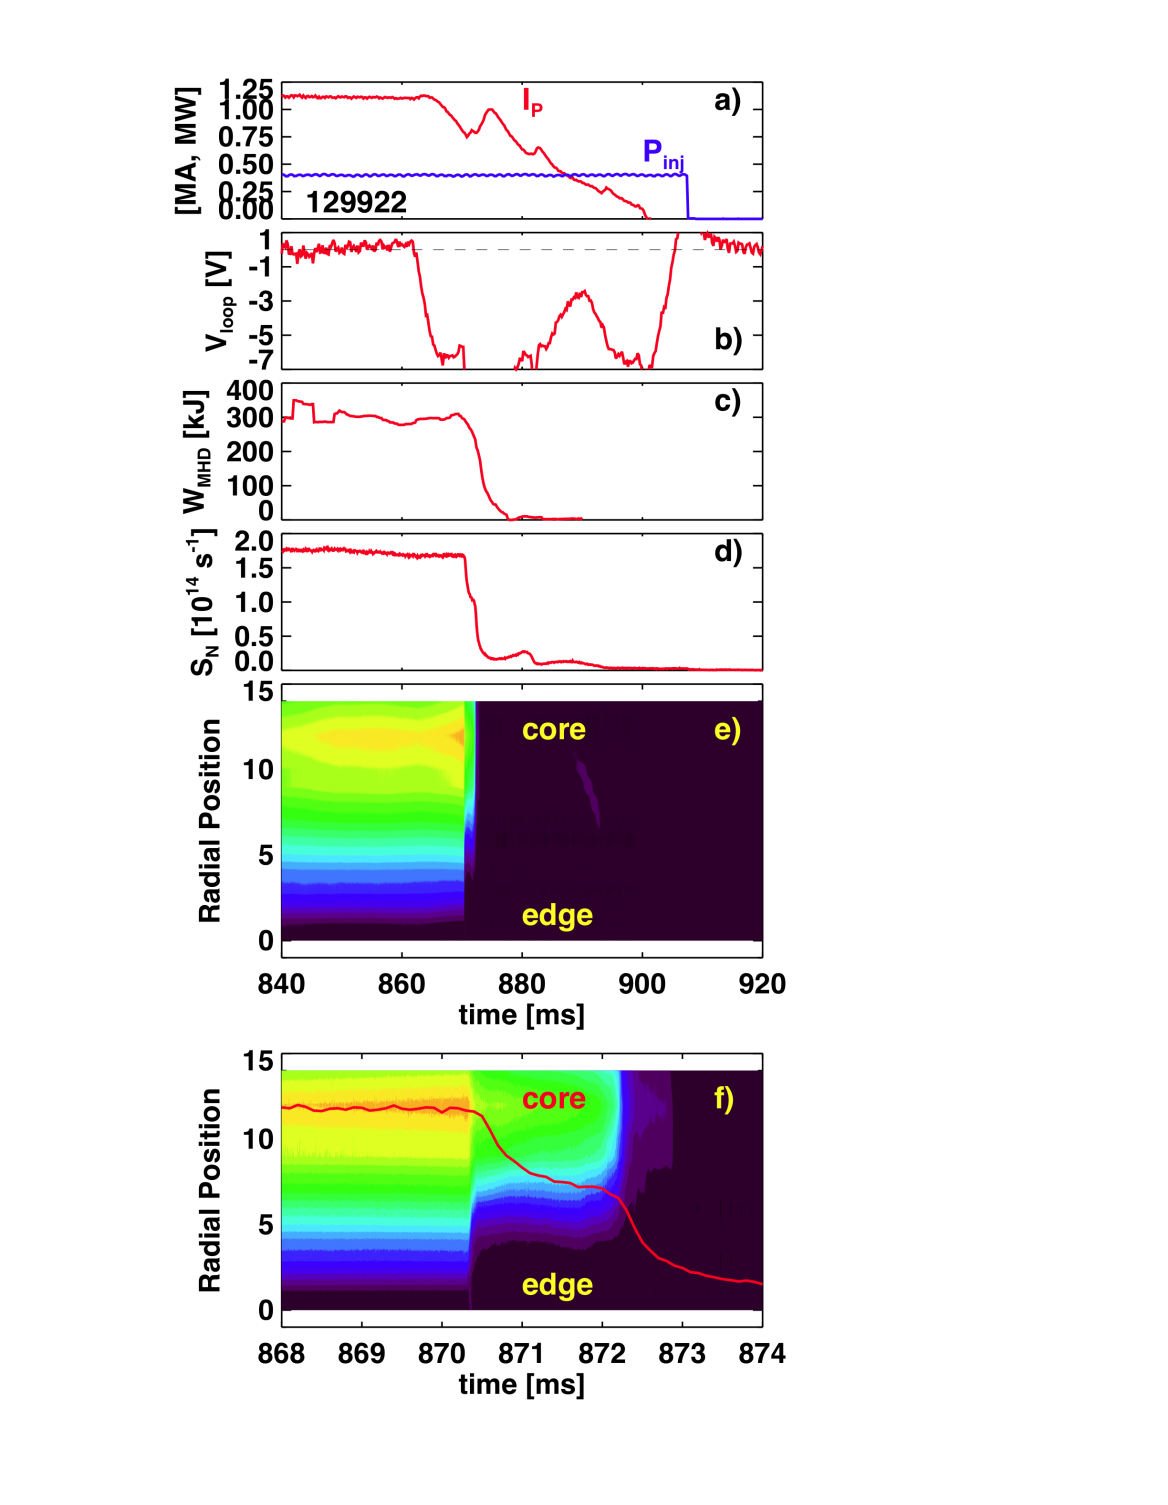 1.25
1.00
0.75
0.50
0.25
0.00
[MA, MW]
I_P
a)
P_inj
129922
1
-1
-3
-5
-7
V_loop [V]
b)
400
300
200
100
0
W_MHD [kJ]
c)
2.0
1.5
1.0
0.5
0.0
S_N [10^14 s^-1]
d)
15
10
5
0
Radial Position
core
e)
edge
840 860 880 900 920
time [ms]
15
10
5
0
Radial Position
core
f)
edge
868 869 870 871 872 873 874
time [ms]